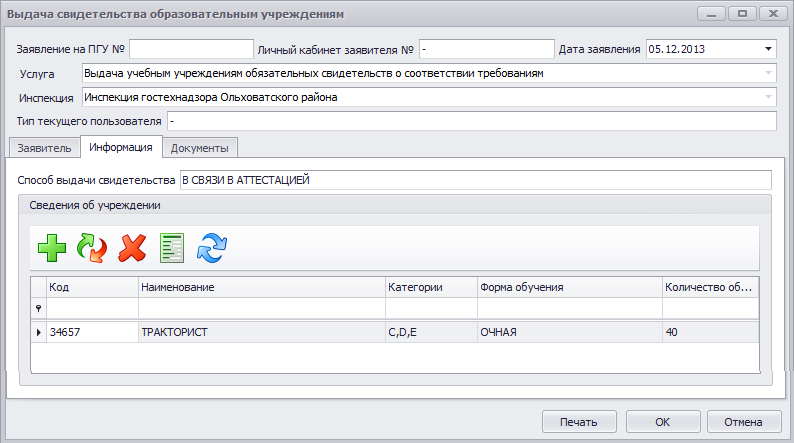 Выдача свидетельства образовательным учреждениям
Заявление на ПГУ № Личный кабинет заявителя № - Дата заявления 05.12.2013
Услуга Выдача учебным учреждениям обязательных свидетельств о соответствии требованиям
Инспекция Инспекция гостехнадзора Ольховатского района
Тип текущего пользователя -
Заявитель Информация Документы
Способ выдачи свидетельства В СВЯЗИ В АТТЕСТАЦИЕЙ
Сведения об учреждении
Код Наименование Категории Форма обучения Количество об...
34657 ТРАКТОРИСТ C,D,E ОЧНАЯ 40
Печать OK Отмена